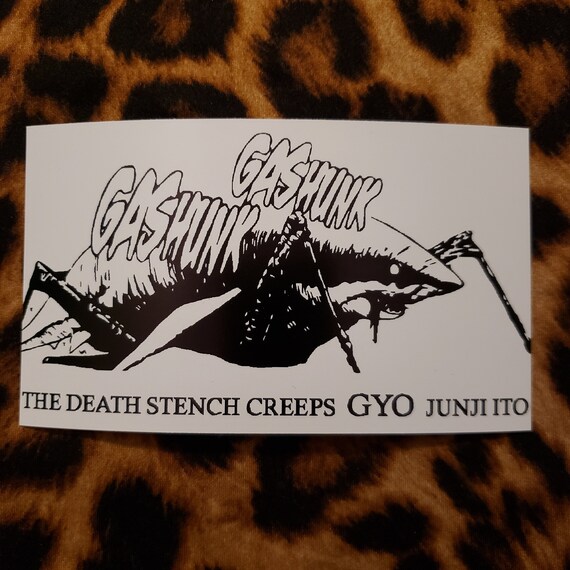 GASHUNK
GASHUNK
THE DEATH STENCH CREEPS GYO JUNJI ITO